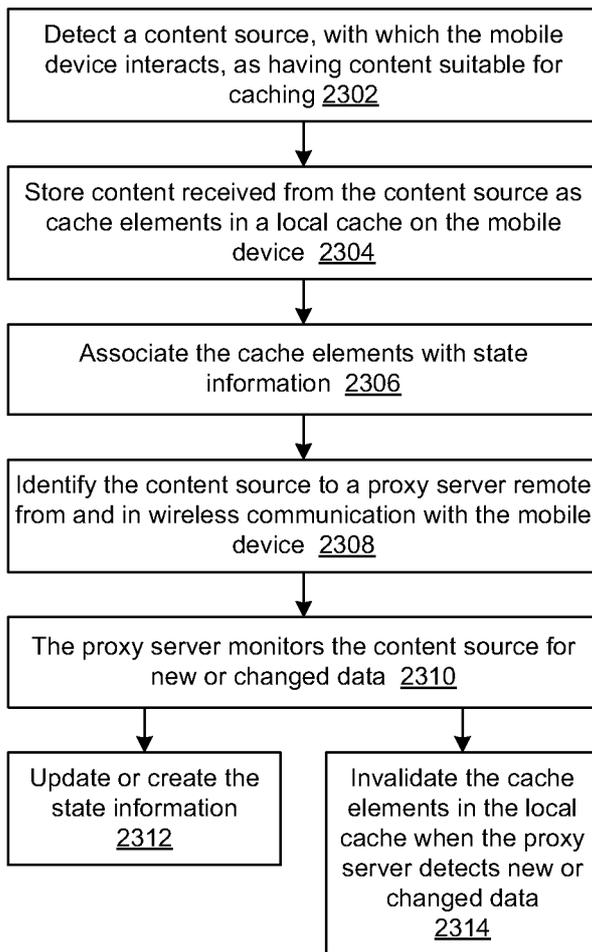 Detect a content source, with which the mobile
device interacts, as having content suitable for
caching 2302
Store content received from the content source as
cache elements in a local cache on the mobile
device 2304
Associate the cache elements with state
information 2306
Identify the content source to a proxy server remote
from and in wireless communication with the mobile
device 2308
The proxy server monitors the content source for
new or changed data 2310
Update or create the
state information
2312
Invalidate the cache
elements in the local
cache when the proxy
server detects new or
changed data
2314